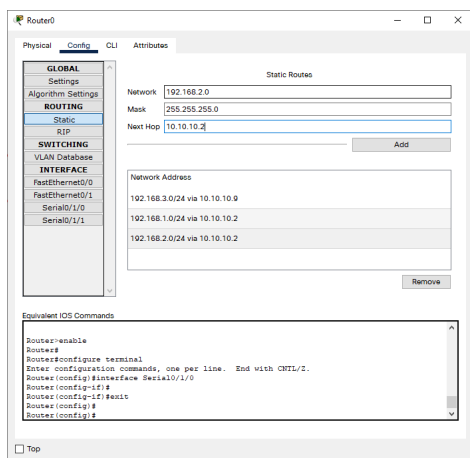 Router0
Physical Config CLI Attributes
GLOBAL
Settings
Algorithm Settings
ROUTING
Static
RIP
SWITCHING
VLAN Database
INTERFACE
FastEthernet0/0
FastEthernet0/1
Serial0/1/0
Serial0/1/1
Static Routes
Network 192.168.2.0
Mask 255.255.255.0
Next Hop 10.10.10.2
Add
Network Address
192.168.3.0/24 via 10.10.10.9
192.168.1.0/24 via 10.10.10.2
192.168.2.0/24 via 10.10.10.2
Remove
Equivalent IOS Commands
Router>enable
Router#
Router#configure terminal
Enter configuration commands, one per line. End with CNTL/Z.
Router(config)#interface Serial0/1/0
Router(config-if)#
Router(config-if)#exit
Router(config)#
Router(config)#
Top